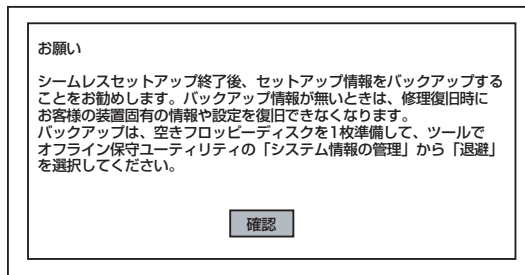 お願い
シームレスセットアップ終了後、セットアップ情報をバックアップする
ことをお勧めします。バックアップ情報が無いときは、修理復旧時に
お客様の装置固有の情報や設定を復旧できなくなります。
バックアップは、空きフロッピーディスクを1枚準備して、ツールで
オフライン保守ユーティリティの「システム情報の管理」から「退避」
を選択してください。
確認